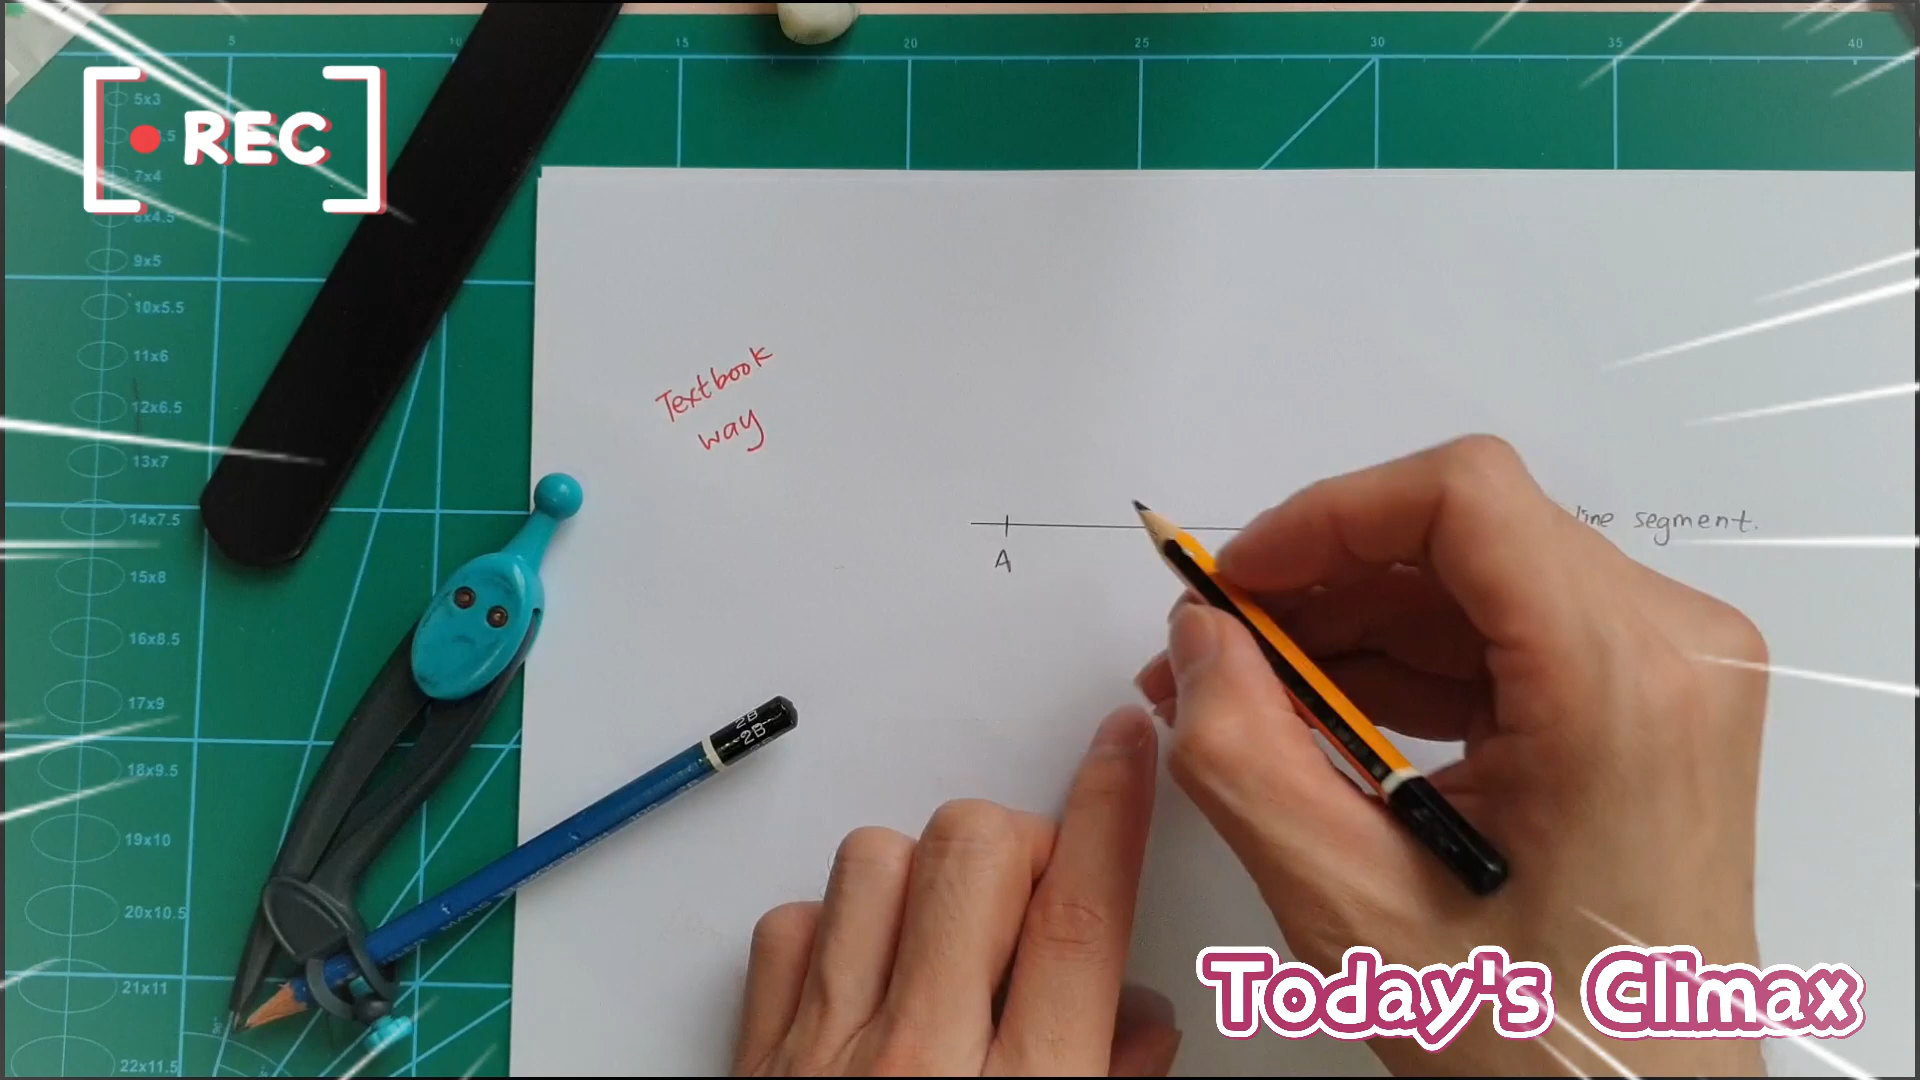 5 10 15 20 25 30 35 40
REC
5x3
7x4
8x4.5
9x5
10x5.5
11x6
12x6.5
13x7
14x7.5
15x8
16x8.5
17x9
18x9.5
19x10
20x10.5
21x11
22x11.5
Textbook
way
line segment.
A
2B
2B
Today's Climax